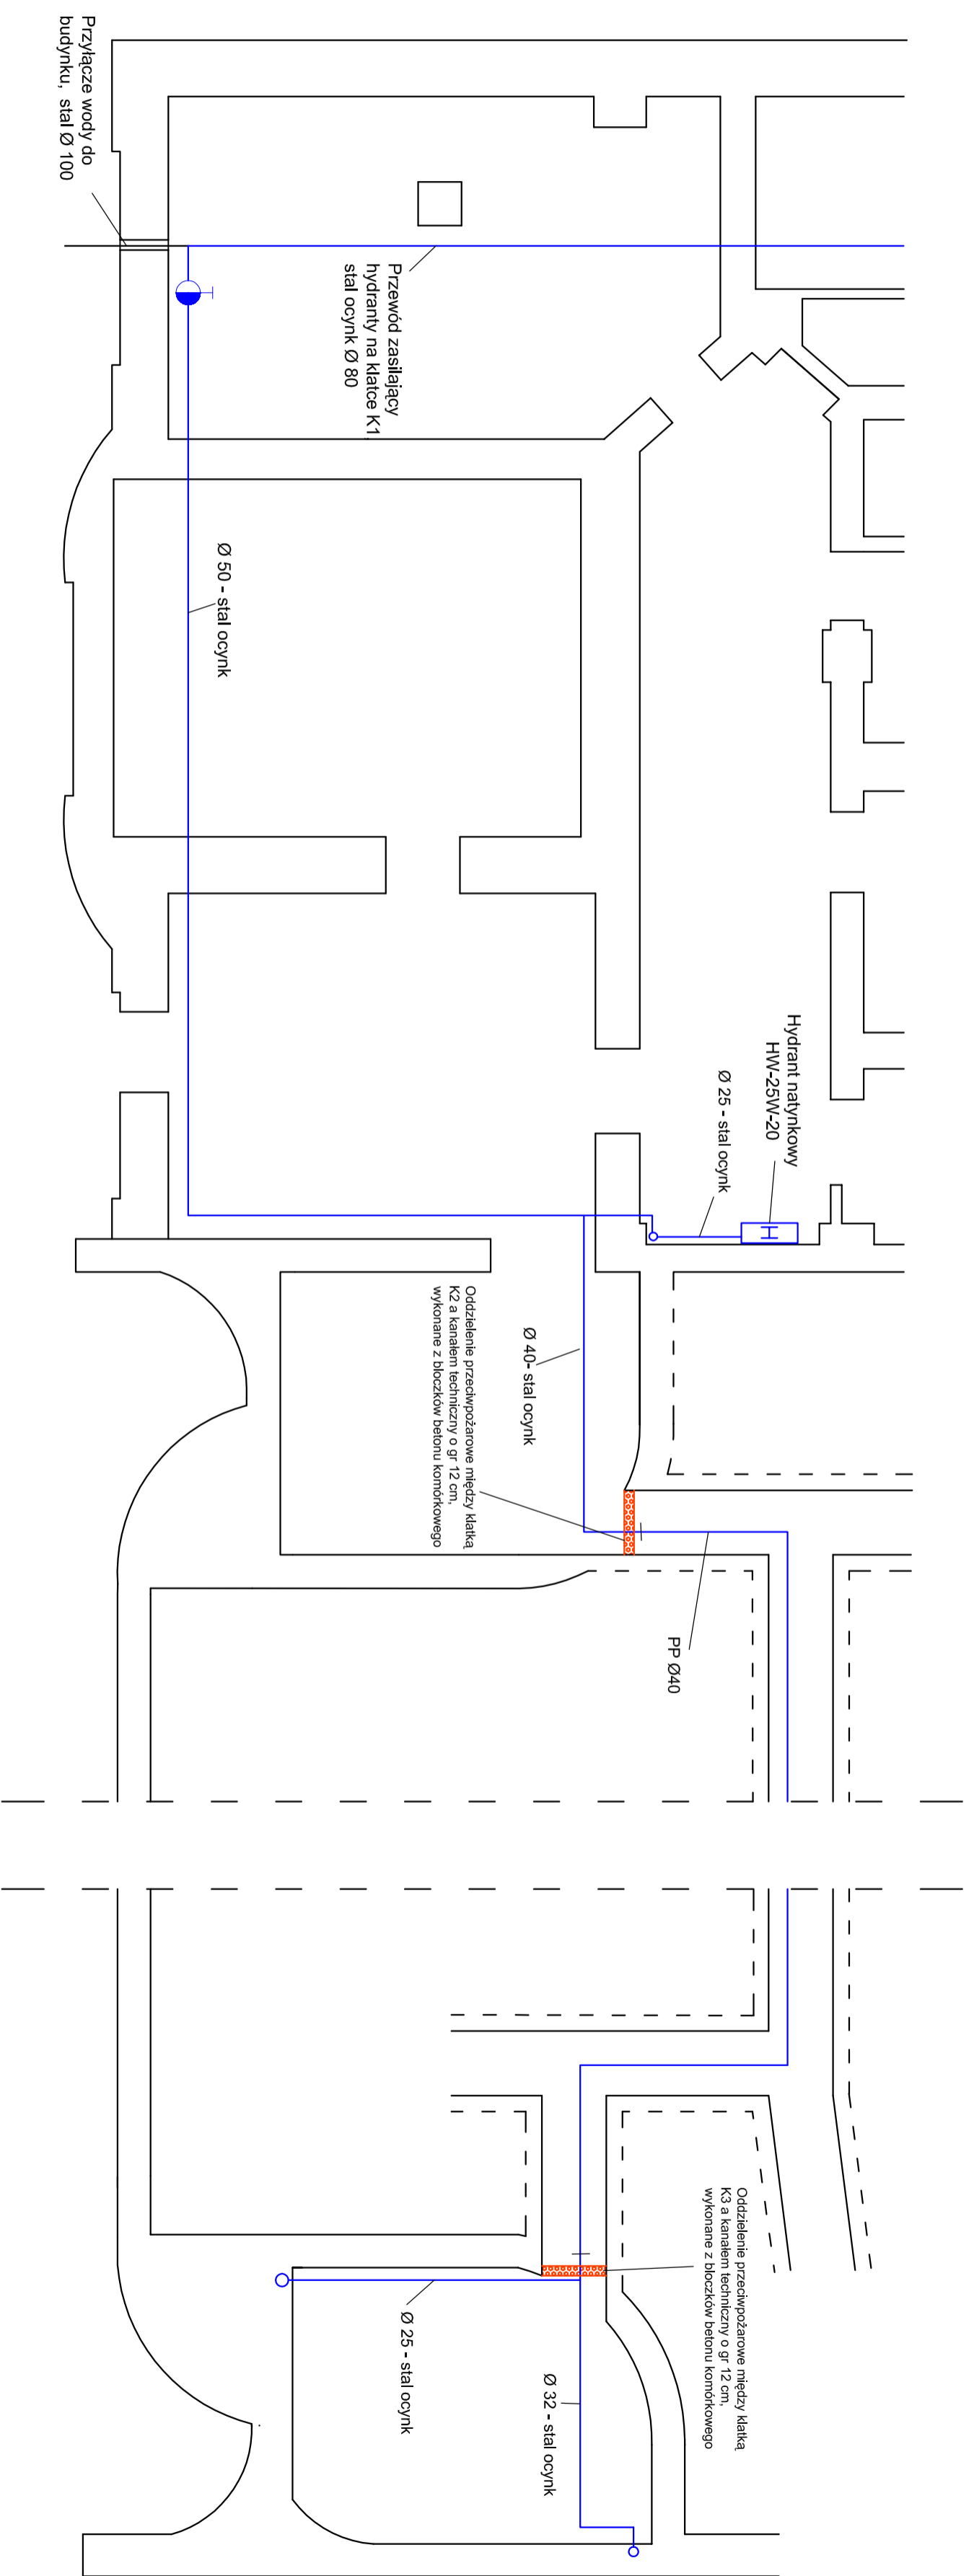 Przyłącze wody do
budynku, stal Ø 100
Przewód zasilający
hydranty na klatce K1,
stal ocynk Ø 80
Ø 50 - stal ocynk
Hydrant natynkowy
HW-25W-20
Ø 25 - stal ocynk
H
Oddzielenie przeciwpożarowe między klatką
K2 a kanałem techniczny o gr 12 cm,
wykonane z bloczków betonu komórkowego
Ø 40- stal ocynk
PP Ø40
Oddzielenie przeciwpożarowe między klatką
K3 a kanałem techniczny o gr 12 cm,
wykonane z bloczków betonu komórkowego
Ø 25 - stal ocynk
Ø 32 - stal ocynk